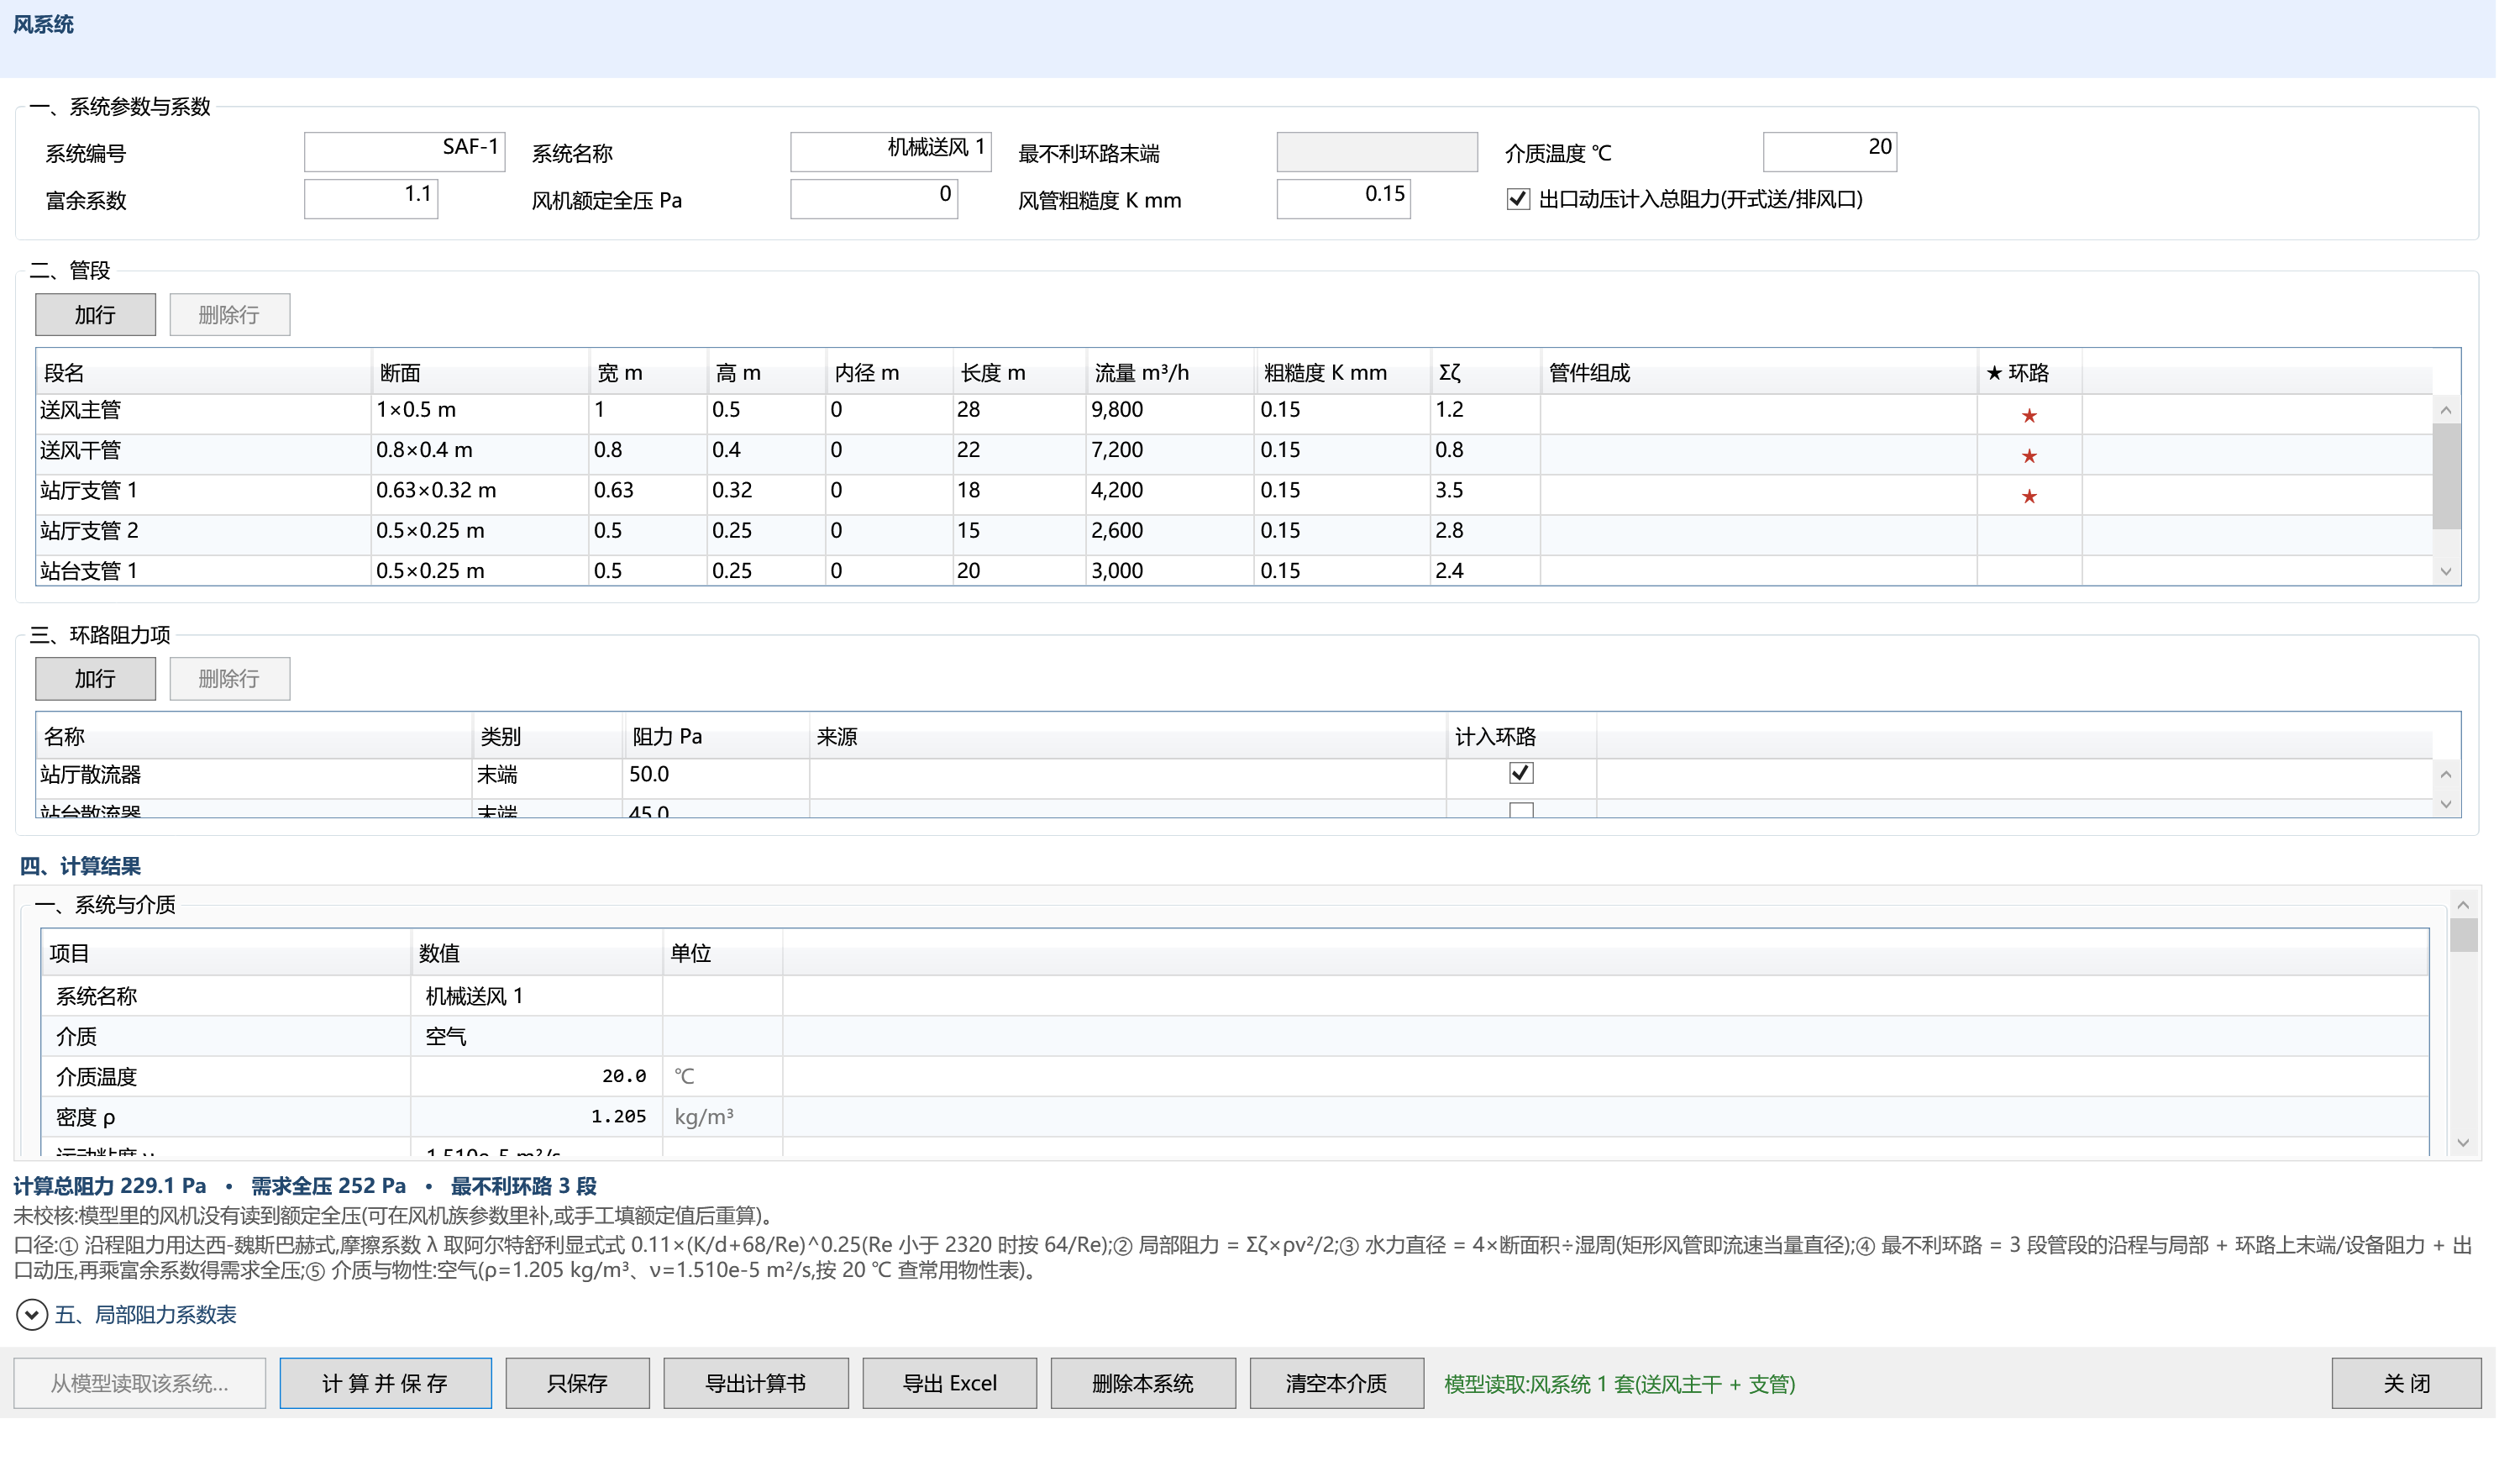 风系统
一、系统参数与系数
系统编号 SAF-1 系统名称 机械送风 1 最不利环路末端 介质温度 ℃ 20
富余系数 1.1 风机额定全压 Pa 0 风管粗糙度 K mm 0.15 出口动压计入总阻力(开式送/排风口)
二、管段
加行 删除行
段名 断面 宽 m 高 m 内径 m 长度 m 流量 m³/h 粗糙度 K mm Σζ 管件组成 ★ 环路
送风主管 1×0.5 m 1 0.5 0 28 9,800 0.15 1.2 ★
送风干管 0.8×0.4 m 0.8 0.4 0 22 7,200 0.15 0.8 ★
站厅支管 1 0.63×0.32 m 0.63 0.32 0 18 4,200 0.15 3.5 ★
站厅支管 2 0.5×0.25 m 0.5 0.25 0 15 2,600 0.15 2.8
站台支管 1 0.5×0.25 m 0.5 0.25 0 20 3,000 0.15 2.4
三、环路阻力项
加行 删除行
名称 类别 阻力 Pa 来源 计入环路
站厅散流器 末端 50.0
站台散流器 末端 45.0
四、计算结果
一、系统与介质
项目 数值 单位
系统名称 机械送风 1
介质 空气
介质温度 20.0 ℃
密度 ρ 1.205 kg/m³
运动粘度 ν 1.510e-5 m²/s
计算总阻力 229.1 Pa • 需求全压 252 Pa • 最不利环路 3 段
未校核:模型里的风机没有读到额定全压(可在风机族参数里补,或手工填额定值后重算)。
口径:① 沿程阻力用达西-魏斯巴赫式,摩擦系数 λ 取阿尔特舒利显式式 0.11×(K/d+68/Re)^0.25(Re 小于 2320 时按 64/Re);② 局部阻力 = Σζ×ρv²/2;③ 水力直径 = 4×断面积÷湿周(矩形风管即流速当量直径);④ 最不利环路 = 3 段管段的沿程与局部 + 环路上末端/设备阻力 + 出
口动压,再乘富余系数得需求全压;⑤ 介质与物性:空气(ρ=1.205 kg/m³、ν=1.510e-5 m²/s,按 20 ℃ 查常用物性表)。
五、局部阻力系数表
从模型读取该系统... 计 算 并 保 存 只保存 导出计算书 导出 Excel 删除本系统 清空本介质 模型读取:风系统 1 套(送风主干 + 支管) 关 闭